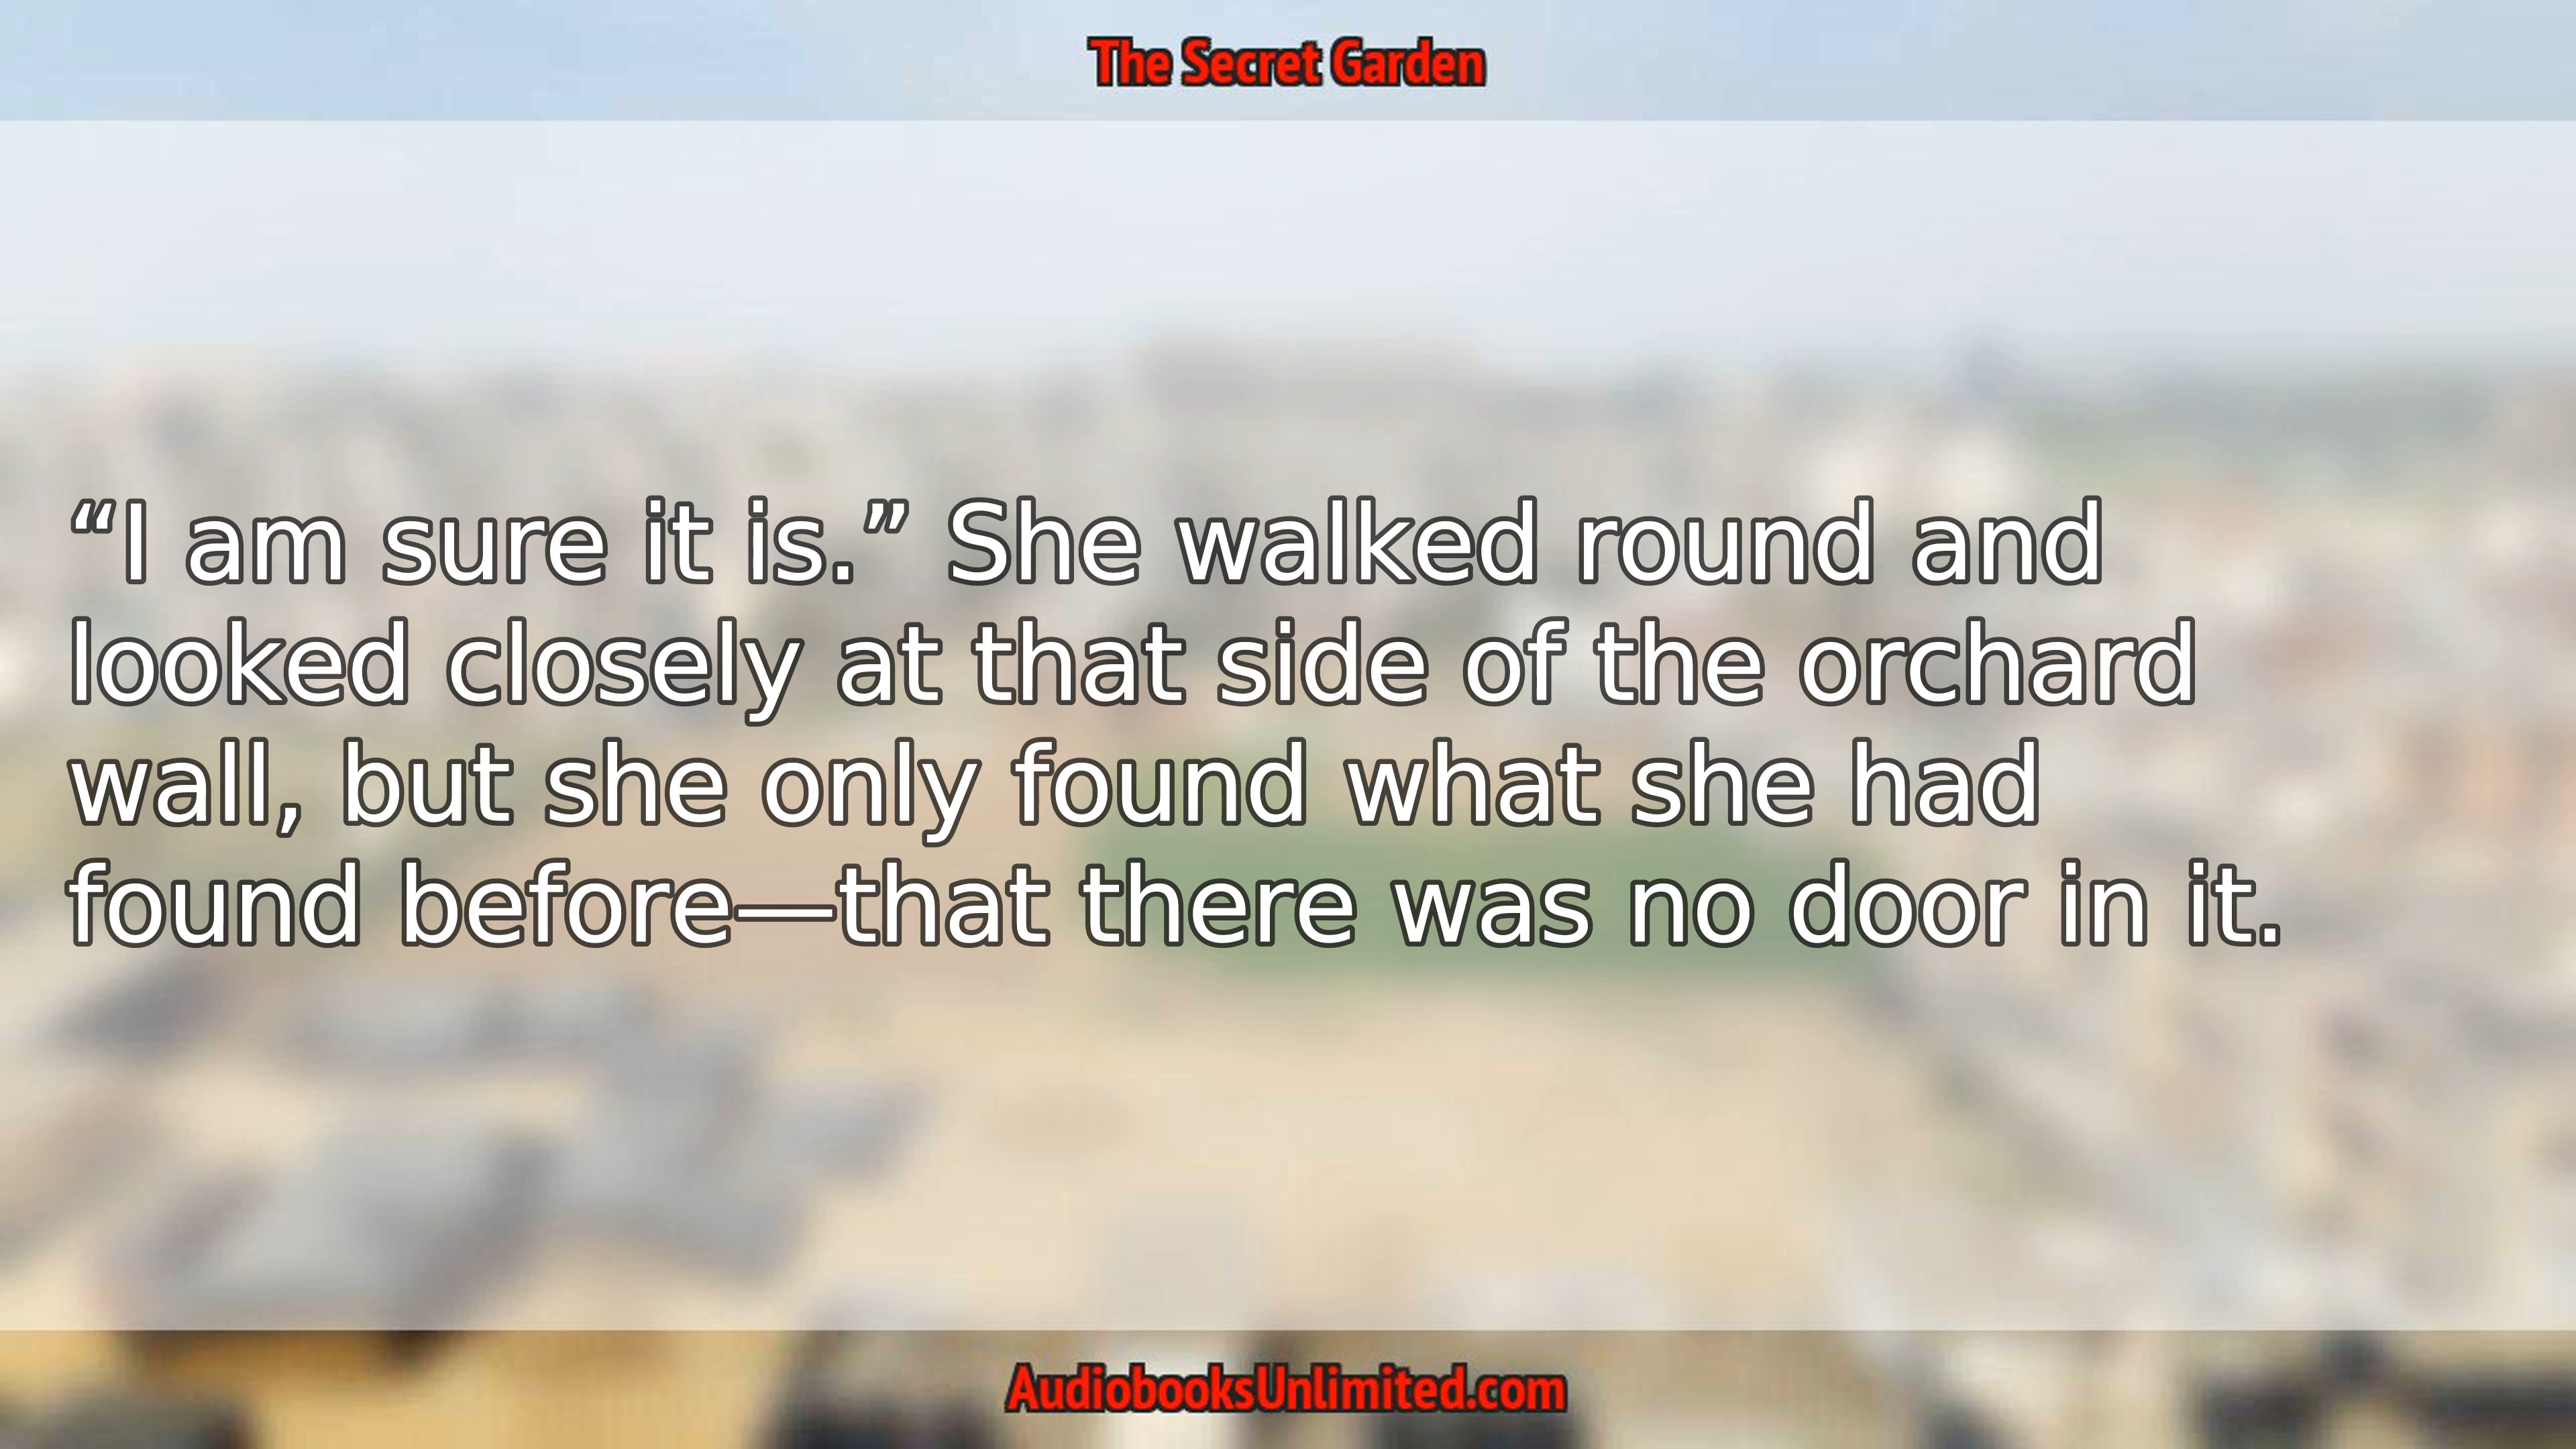 The Secret Garden
“I am sure it is.” She walked round and
looked closely at that side of the orchard
wall, but she only found what she had
found before—that there was no door in it.
AudiobooksUnlimited.com